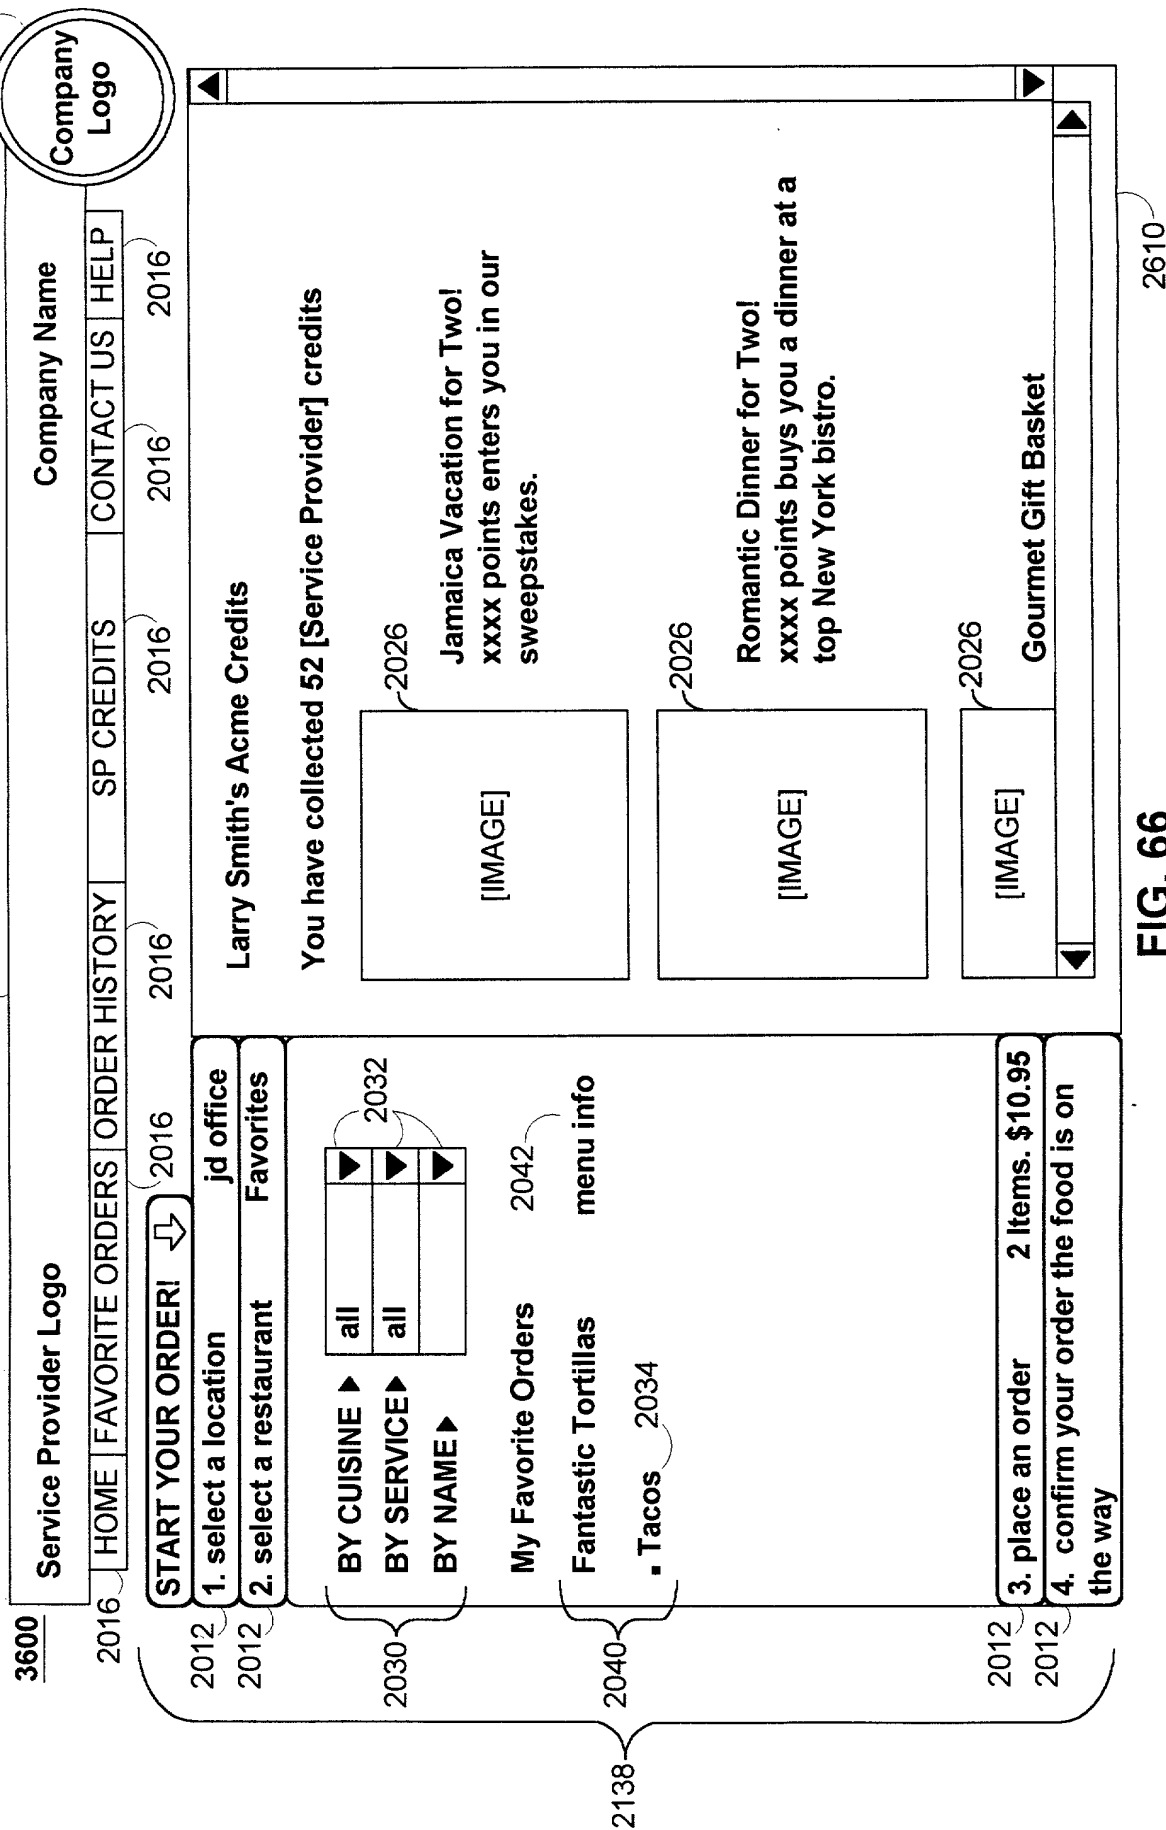 3600
Service Provider Logo
Company Name
Company
Logo
HOME
FAVORITE ORDERS
ORDER HISTORY
SP CREDITS
CONTACT US
HELP
2016
2016
2016
2016
2016
2016
START YOUR ORDER!
2012
1. select a location
jd office
2012
2. select a restaurant
Favorites
2030
BY CUISINE
all
BY SERVICE
all
BY NAME
2032
My Favorite Orders
2042
2040
Fantastic Tortillas
menu info
▪ Tacos
2034
2138
2012
3. place an order
2 Items. $10.95
2012
4. confirm your order the food is on
the way
Larry Smith's Acme Credits
You have collected 52 [Service Provider] credits
2026
[IMAGE]
Jamaica Vacation for Two!
xxxx points enters you in our
sweepstakes.
2026
[IMAGE]
Romantic Dinner for Two!
xxxx points buys you a dinner at a
top New York bistro.
2026
[IMAGE]
Gourmet Gift Basket
2610
FIG. 66